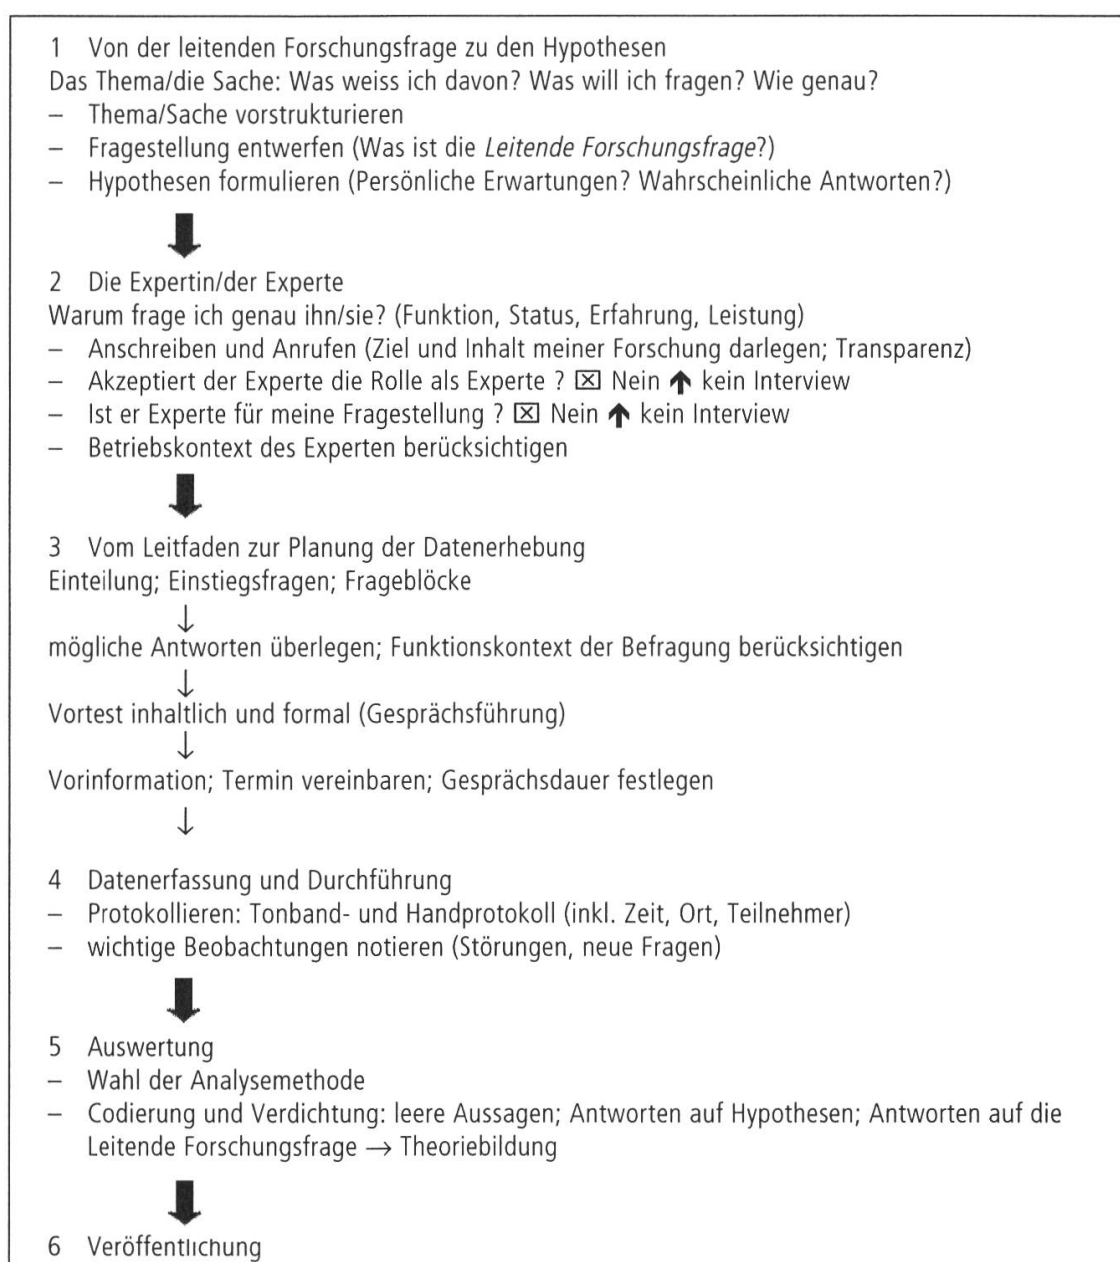 1 Von der leitenden Forschungsfrage zu den Hypothesen
Das Thema/die Sache: Was weiss ich davon? Was will ich fragen? Wie genau?
– Thema/Sache vorstrukturieren
– Fragestellung entwerfen (Was ist die Leitende Forschungsfrage?)
– Hypothesen formulieren (Persönliche Erwartungen? Wahrscheinliche Antworten?)
2 Die Expertin/der Experte
Warum frage ich genau ihn/sie? (Funktion, Status, Erfahrung, Leistung)
– Anschreiben und Anrufen (Ziel und Inhalt meiner Forschung darlegen; Transparenz)
– Akzeptiert der Experte die Rolle als Experte ? ☒ Nein ↑ kein Interview
– Ist er Experte für meine Fragestellung ? ☒ Nein ↑ kein Interview
– Betriebskontext des Experten berücksichtigen
3 Vom Leitfaden zur Planung der Datenerhebung
Einteilung; Einstiegsfragen; Frageblöcke
↓
mögliche Antworten überlegen; Funktionskontext der Befragung berücksichtigen
↓
Vortest inhaltlich und formal (Gesprächsführung)
↓
Vorinformation; Termin vereinbaren; Gesprächsdauer festlegen
↓
4 Datenerfassung und Durchführung
– Protokollieren: Tonband- und Handprotokoll (inkl. Zeit, Ort, Teilnehmer)
– wichtige Beobachtungen notieren (Störungen, neue Fragen)
5 Auswertung
– Wahl der Analysemethode
– Codierung und Verdichtung: leere Aussagen; Antworten auf Hypothesen; Antworten auf die
Leitende Forschungsfrage → Theoriebildung
6 Veröffentlichung